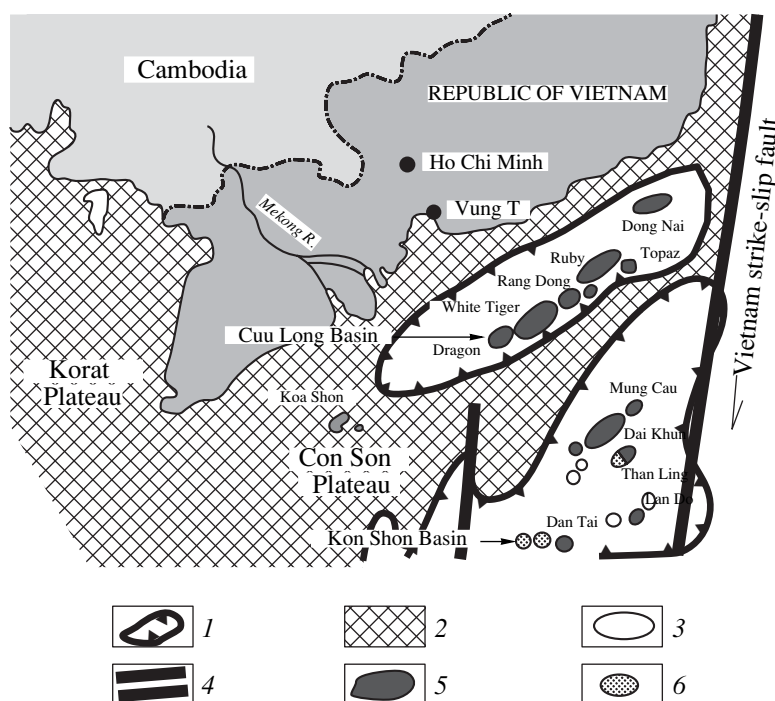 Cambodia
REPUBLIC OF VIETNAM
Ho Chi Minh
Vung T
Mekong R.
Vietnam strike-slip fault
Dong Nai
Ruby
Topaz
Rang Dong
White Tiger
Cuu Long Basin
Dragon
Korat
Plateau
Koa Shon
Mung Cau
Con Son
Plateau
Dai Khun
Than Ling
Lan Do
Dan Tai
Kon Shon Basin
1
2
3
4
5
6